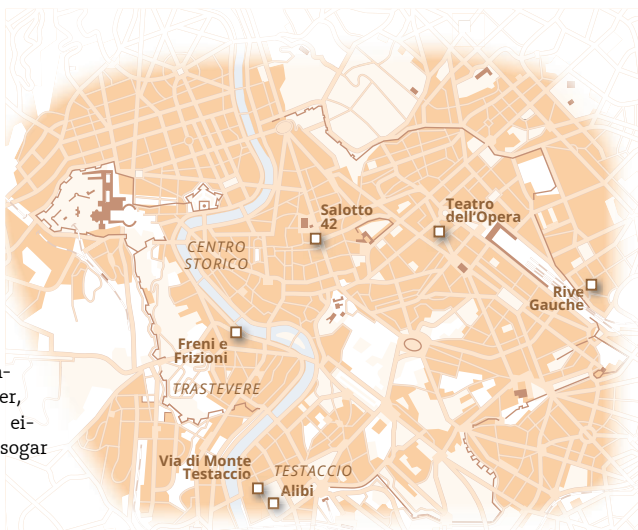 Salotto
42
Teatro
dell‘Opera
CENTRO
STORICO
Rive
Gauche
Freni e
Frizioni
TRASTEVERE
n-
er,
ei-
sogar
Via di Monte
Testaccio
TESTACCIO
Alibi